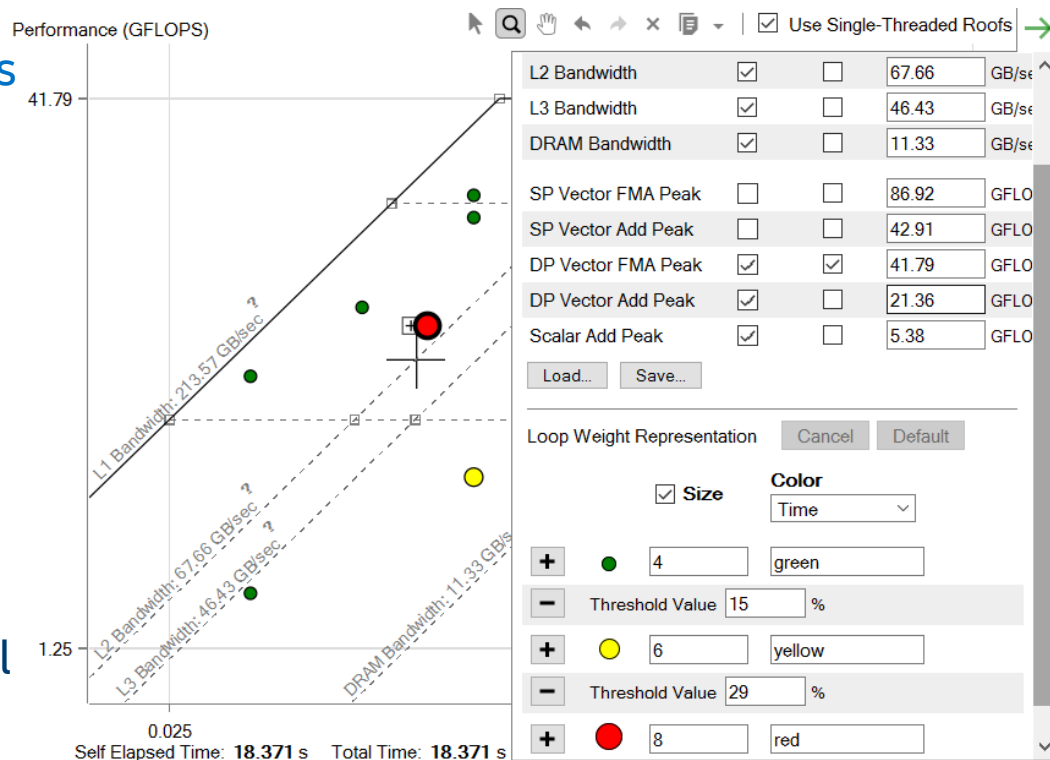 Performance (GFLOPS)
Use Single-Threaded Roofs
s
41.79
L2 Bandwidth 67.66 GB/se
L3 Bandwidth 46.43 GB/se
DRAM Bandwidth 11.33 GB/se
SP Vector FMA Peak 86.92 GFLO
SP Vector Add Peak 42.91 GFLO
DP Vector FMA Peak 41.79 GFLO
DP Vector Add Peak 21.36 GFLO
Scalar Add Peak 5.38 GFLO
Load... Save...
L1 Bandwidth: 213.57 GB/sec ?
L2 Bandwidth: 67.66 GB/sec ?
L3 Bandwidth: 46.43 GB/sec ?
DRAM Bandwidth: 11.33 GB/s
Loop Weight Representation Cancel Default
Size
Color
Time
4 green
Threshold Value 15 %
6 yellow
Threshold Value 29 %
8 red
l
1.25
0.025
Self Elapsed Time: 18.371 s Total Time: 18.371 s